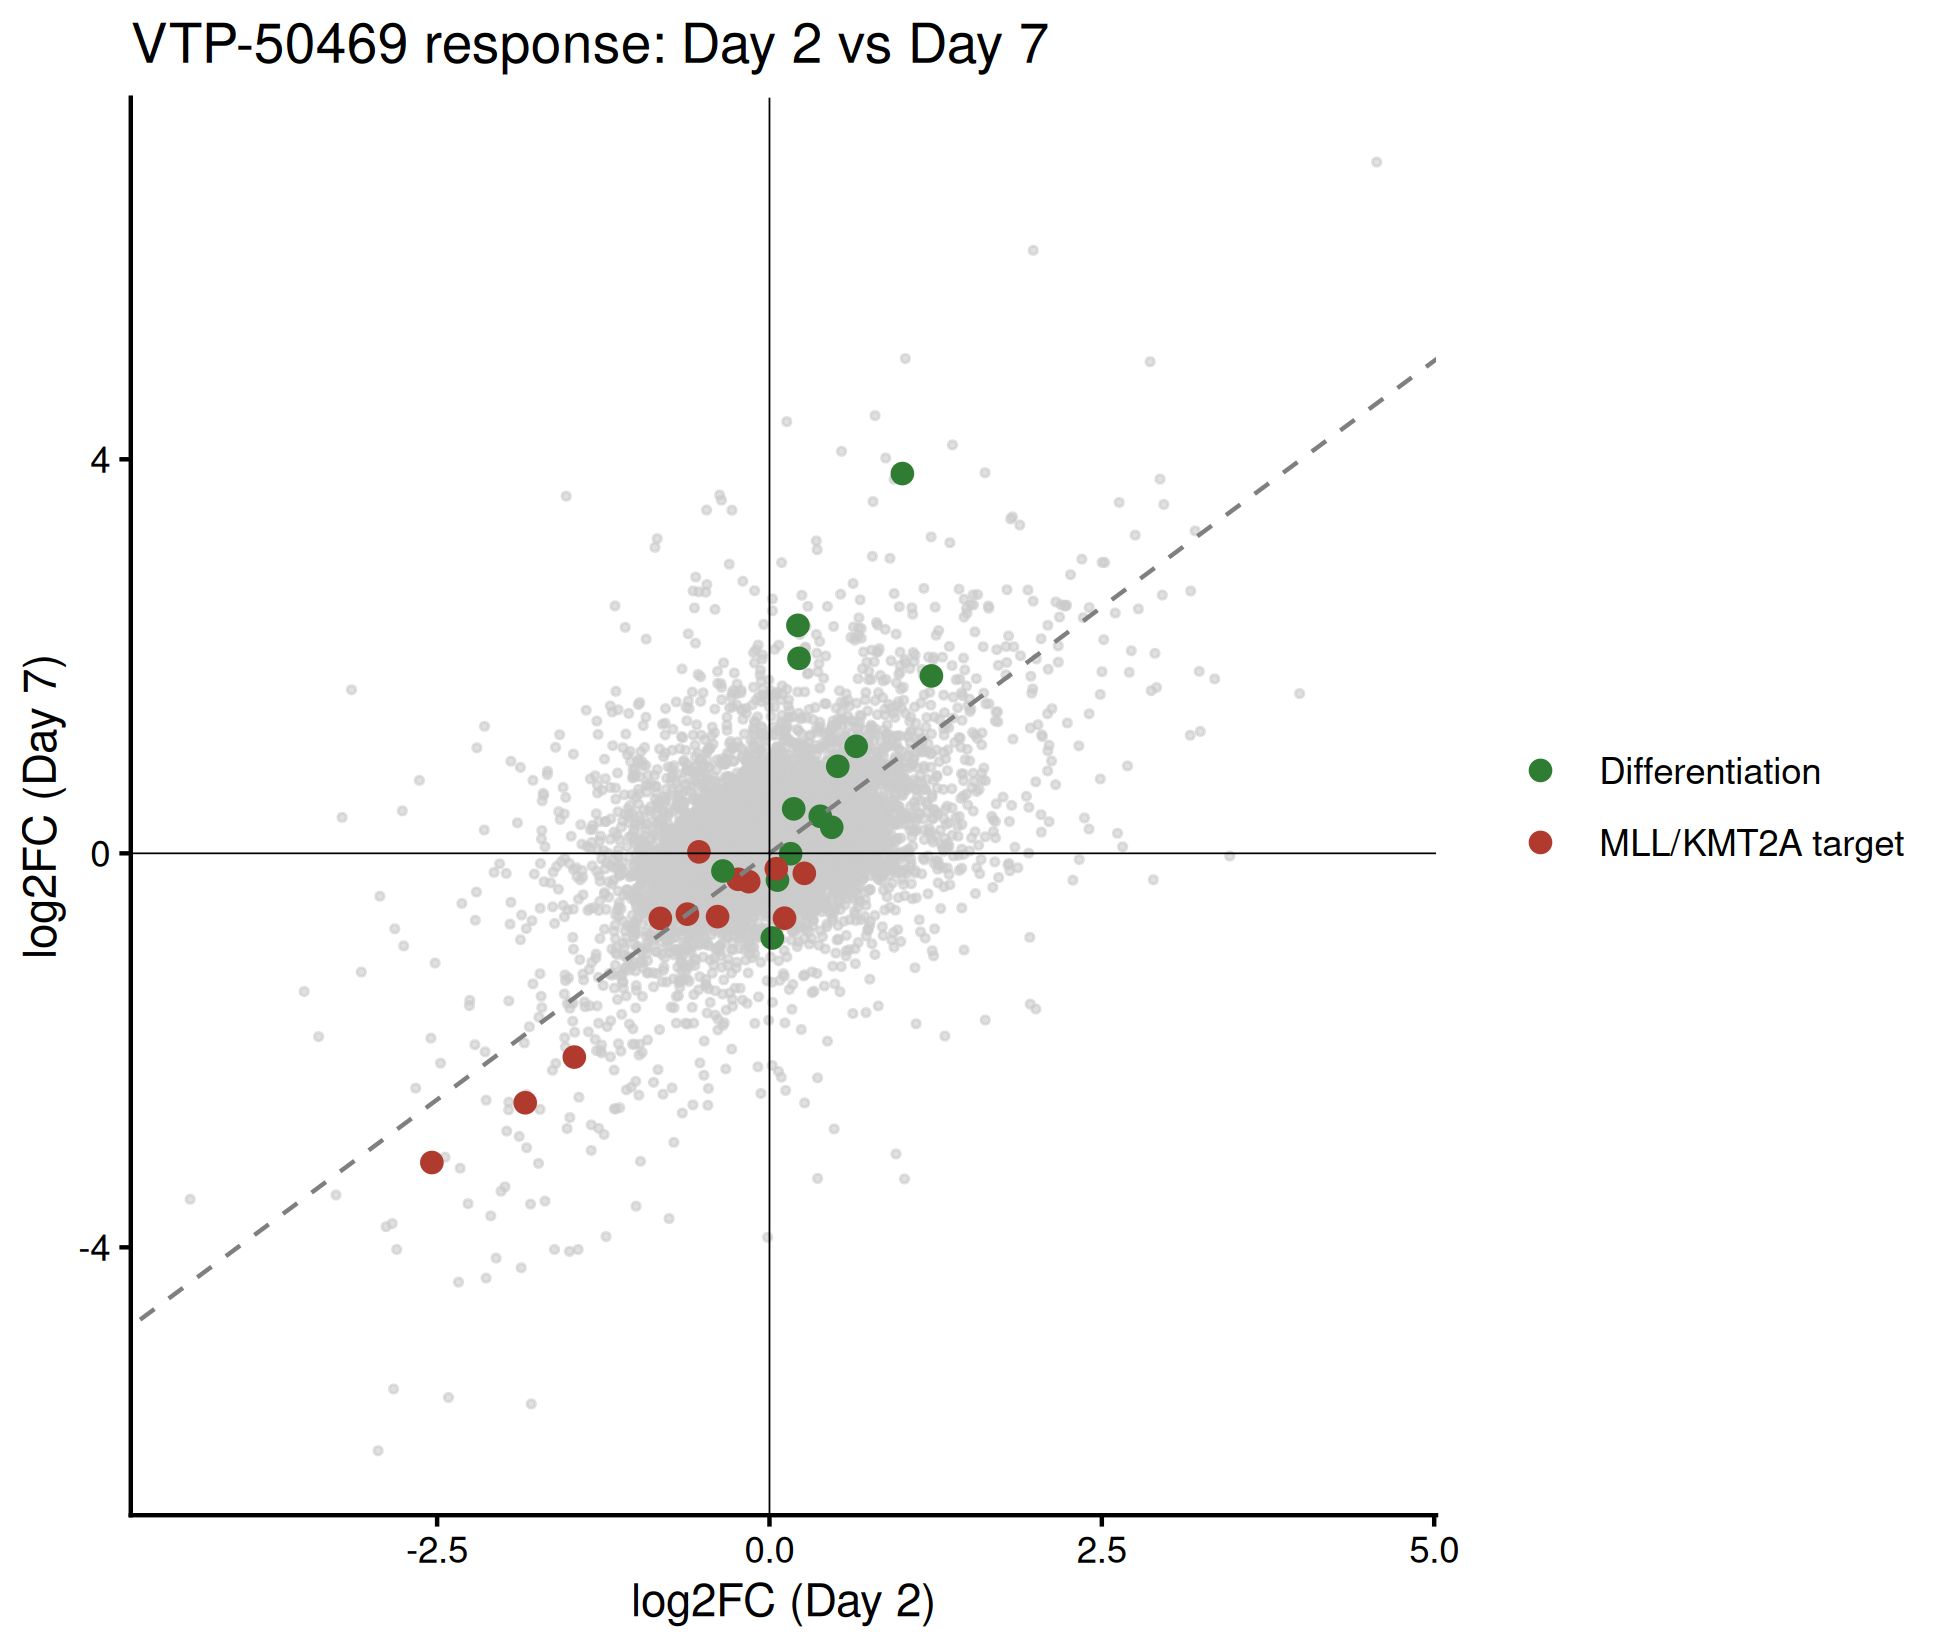 VTP-50469 response: Day 2 vs Day 7
log2FC (Day 7)
4
0
-4
-2.5
0.0
2.5
5.0
log2FC (Day 2)
Differentiation
MLL/KMT2A target